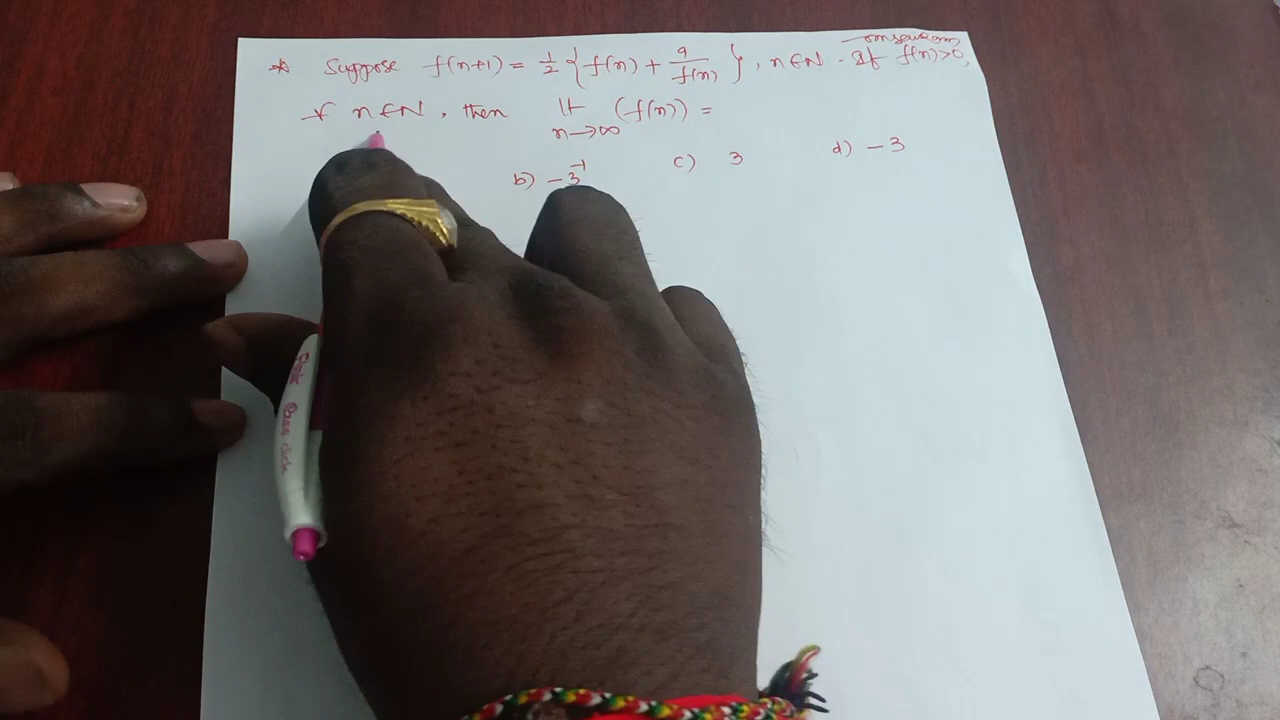 * Suppose f(n+1) = 1/2 { f(n) + 9/f(n) }, n∈N. If f(n)>0,
∀ n∈N, then lt n→∞ (f(n)) =
b) -3⁻¹ c) 3 d) -3